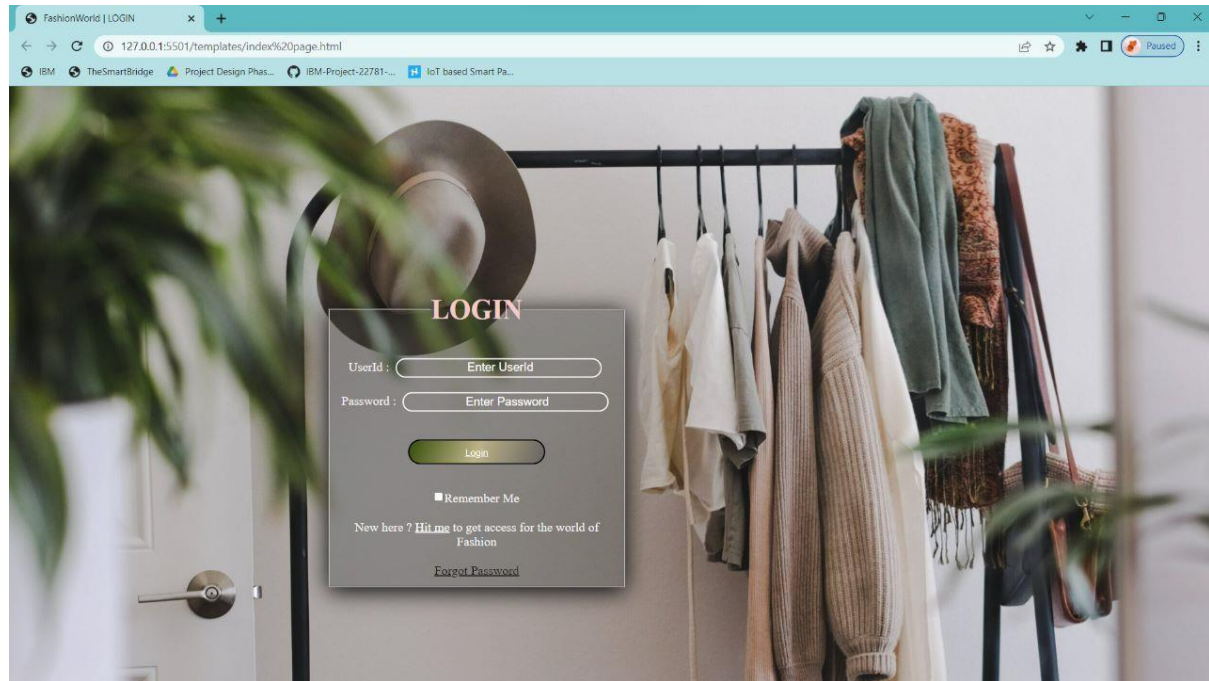 FashionWorld | LOGIN
127.0.0.1:5501/templates/index%20page.html
Paused
IBM TheSmartBridge Project Design Phas... IBM-Project-22781-... IoT based Smart Pa...
LOGIN
UserId : Enter UserId
Password : Enter Password
Login
Remember Me
New here ? Hit me to get access for the world of
Fashion
Forgot Password